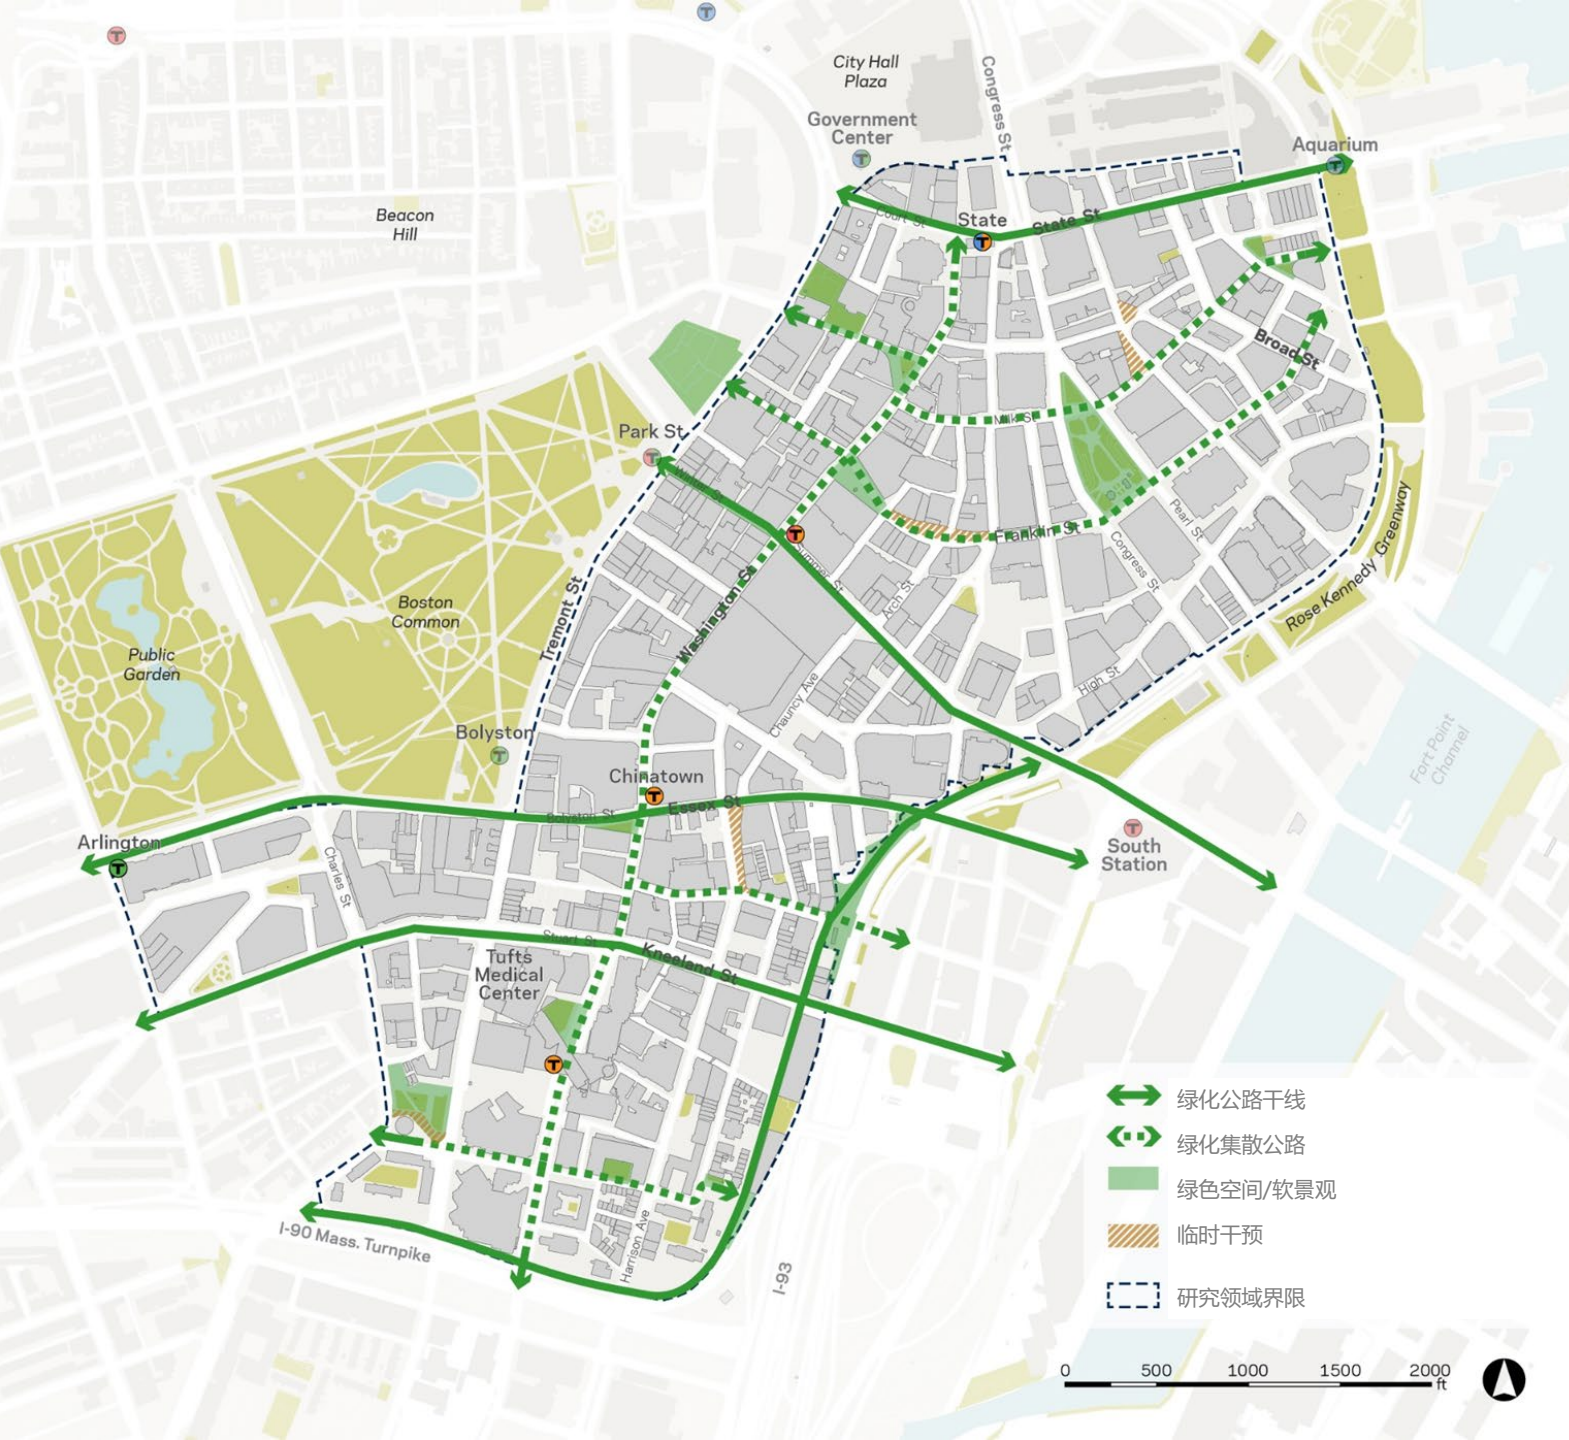 City Hall
Plaza
Congress St
Government
Center
Aquarium
Beacon
Hill
Court St
State
State St
Broad St
Park St
Milk St
Winter St
Pearl St
Franklin St
Congress St
Summer St
Arch St
Rose Kennedy Greenway
Boston
Common
Tremont St
Washington St
Public
Garden
High St
Chauncy Ave
Bolyston
Fort Point
Channel
Chinatown
Essex St
Bolyston St
Arlington
South
Station
Charles St
Stuart St
Kneeland St
Tufts
Medical
Center
绿化公路干线
绿化集散公路
绿色空间/软景观
临时干预
研究领域界限
Harrison Ave
I-90 Mass. Turnpike
I-93
0 500 1000 1500 2000
ft